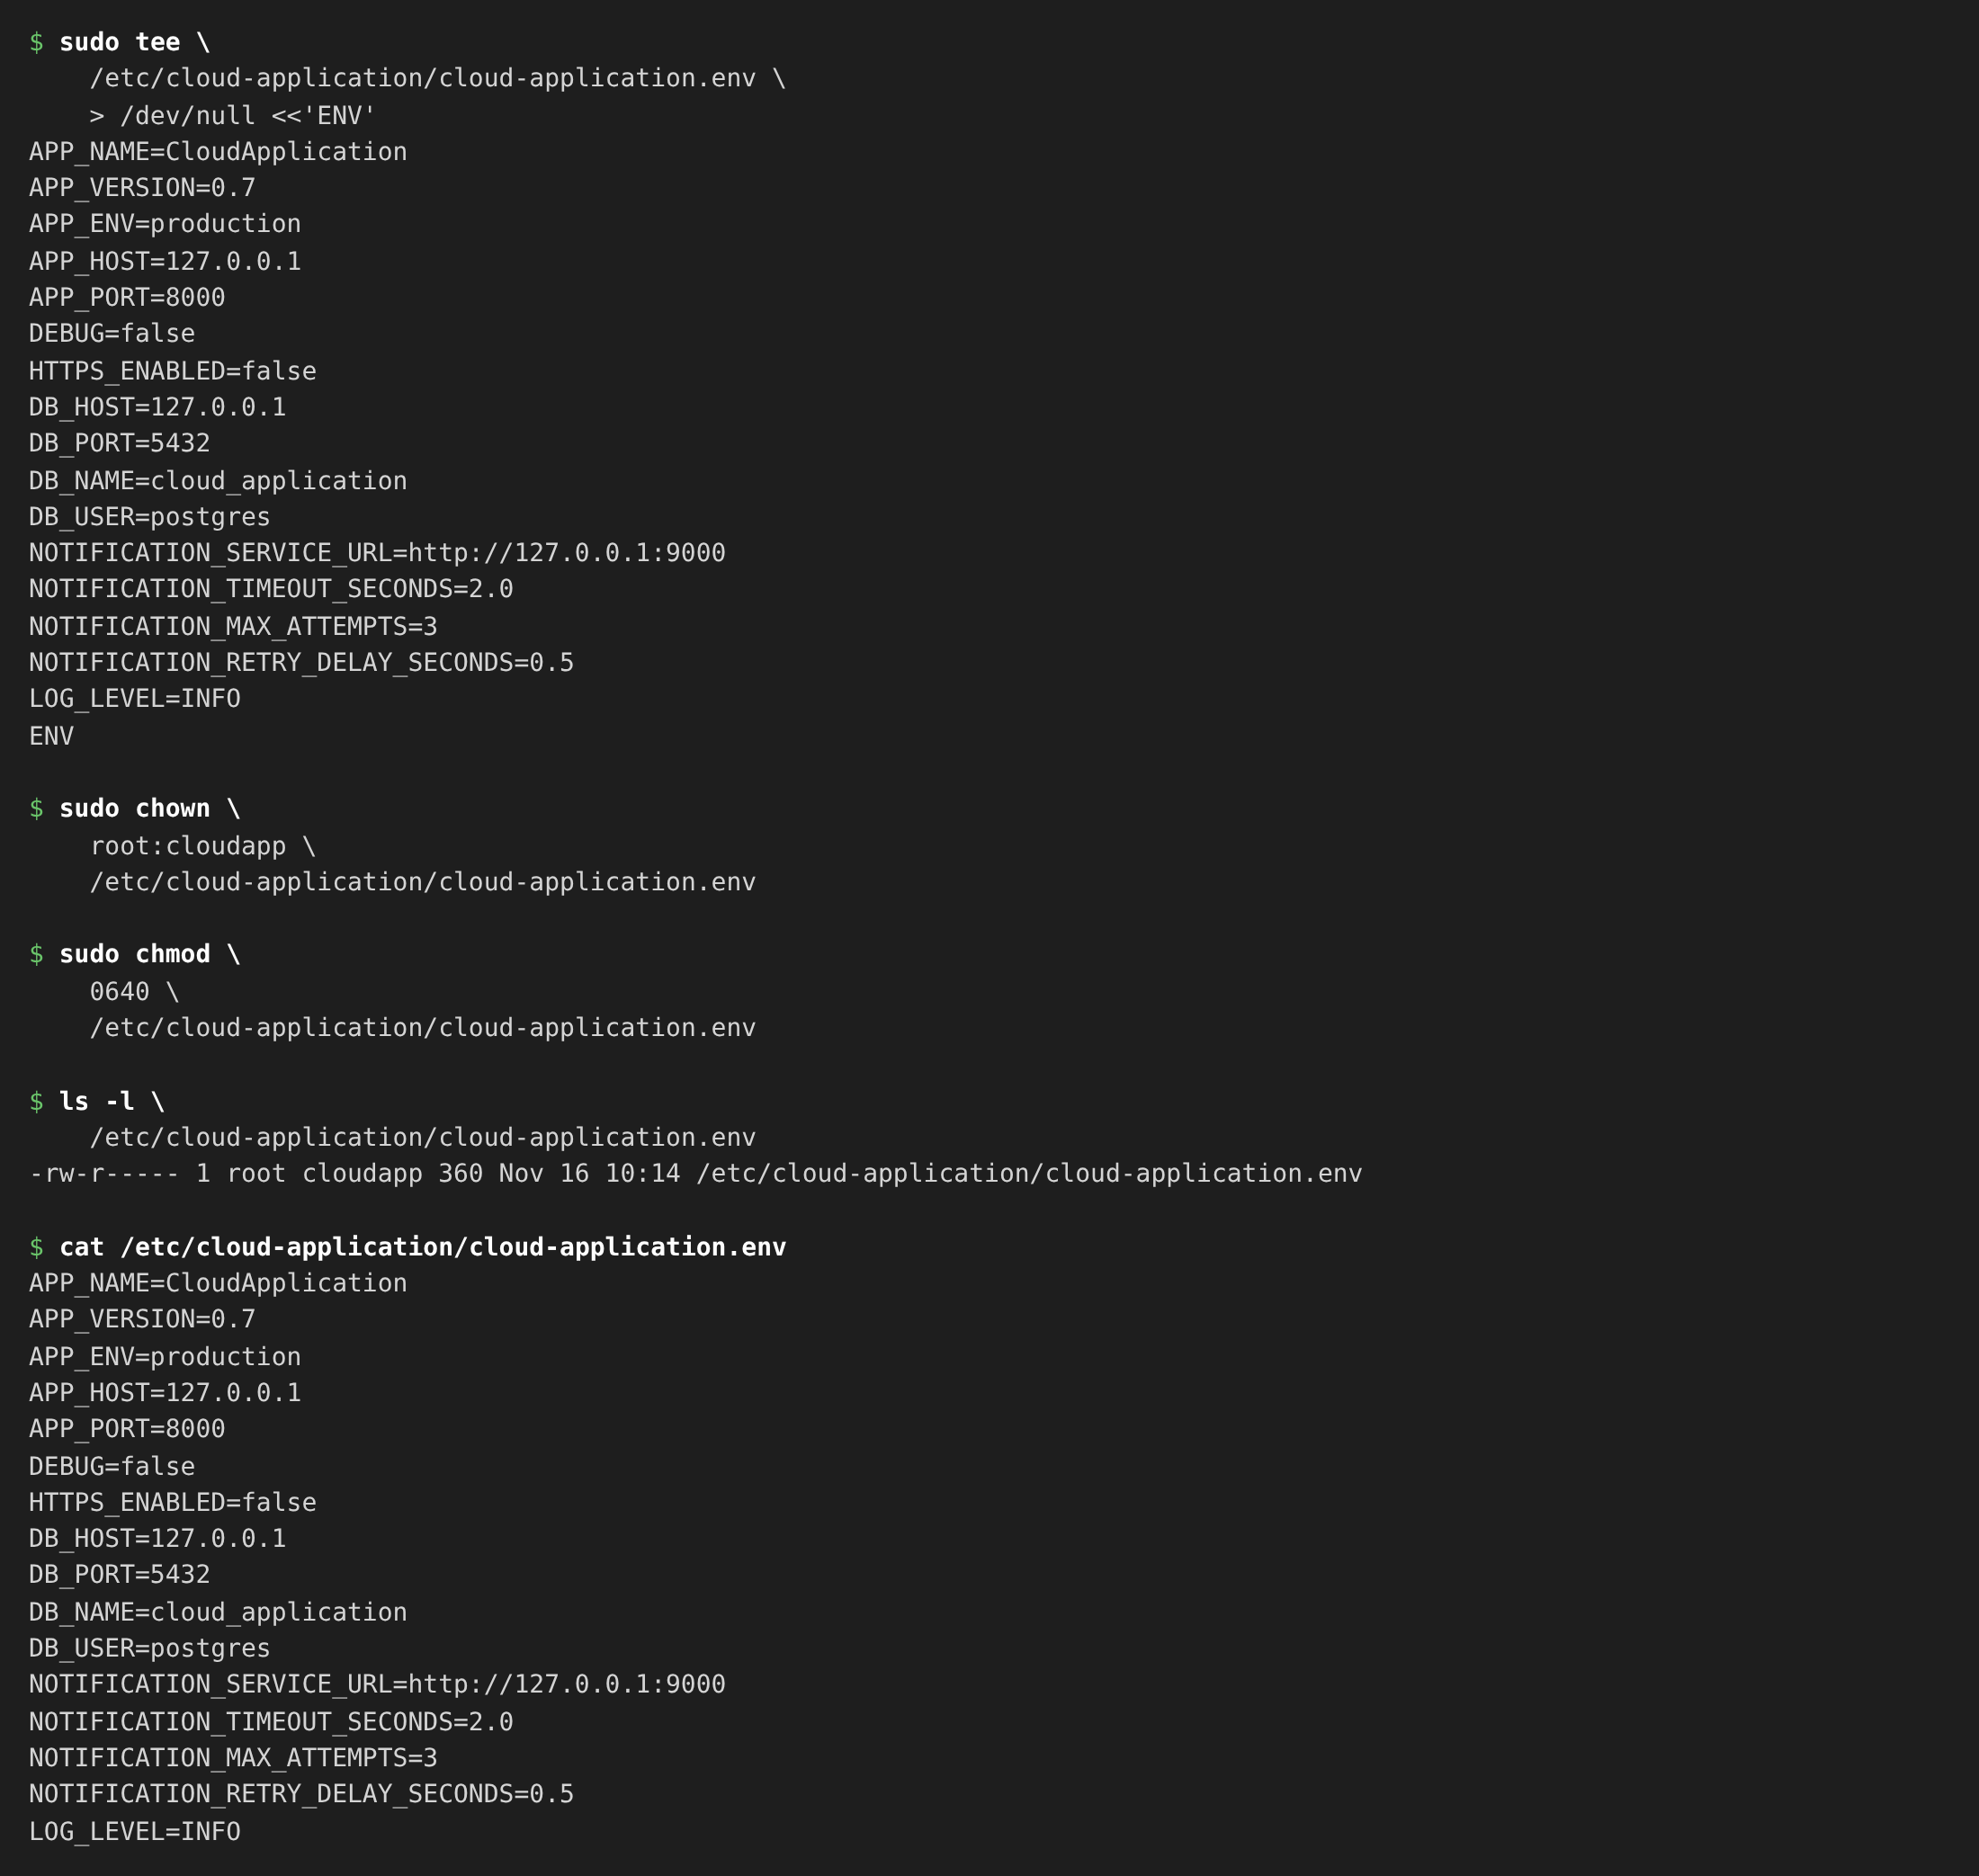 $ sudo tee \
    /etc/cloud-application/cloud-application.env \
    > /dev/null <<'ENV'
APP_NAME=CloudApplication
APP_VERSION=0.7
APP_ENV=production
APP_HOST=127.0.0.1
APP_PORT=8000
DEBUG=false
HTTPS_ENABLED=false
DB_HOST=127.0.0.1
DB_PORT=5432
DB_NAME=cloud_application
DB_USER=postgres
NOTIFICATION_SERVICE_URL=http://127.0.0.1:9000
NOTIFICATION_TIMEOUT_SECONDS=2.0
NOTIFICATION_MAX_ATTEMPTS=3
NOTIFICATION_RETRY_DELAY_SECONDS=0.5
LOG_LEVEL=INFO
ENV

$ sudo chown \
    root:cloudapp \
    /etc/cloud-application/cloud-application.env

$ sudo chmod \
    0640 \
    /etc/cloud-application/cloud-application.env

$ ls -l \
    /etc/cloud-application/cloud-application.env
-rw-r----- 1 root cloudapp 360 Nov 16 10:14 /etc/cloud-application/cloud-application.env

$ cat /etc/cloud-application/cloud-application.env
APP_NAME=CloudApplication
APP_VERSION=0.7
APP_ENV=production
APP_HOST=127.0.0.1
APP_PORT=8000
DEBUG=false
HTTPS_ENABLED=false
DB_HOST=127.0.0.1
DB_PORT=5432
DB_NAME=cloud_application
DB_USER=postgres
NOTIFICATION_SERVICE_URL=http://127.0.0.1:9000
NOTIFICATION_TIMEOUT_SECONDS=2.0
NOTIFICATION_MAX_ATTEMPTS=3
NOTIFICATION_RETRY_DELAY_SECONDS=0.5
LOG_LEVEL=INFO